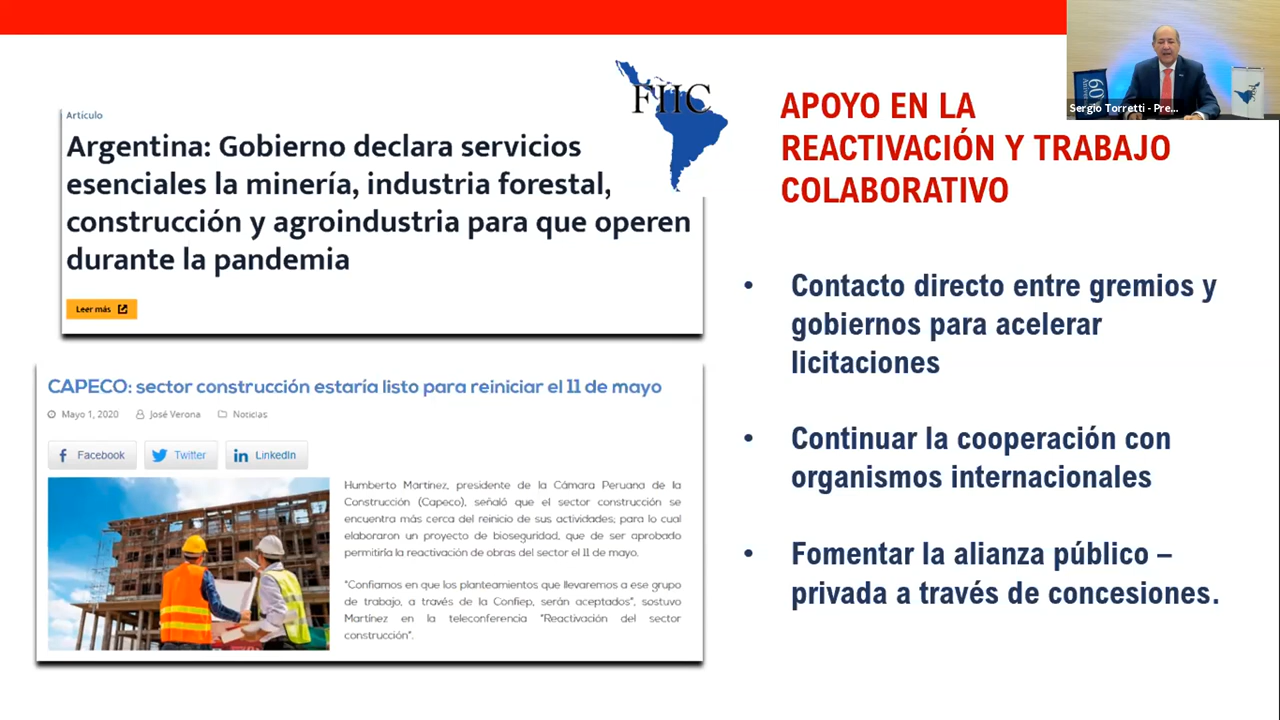 Artículo
Argentina: Gobierno declara servicios
esenciales la minería, industria forestal,
construcción y agroindustria para que operen
durante la pandemia
Leer más
FIIC
CAPECO: sector construcción estaría listo para reiniciar el 11 de mayo
Mayo 1, 2020 José Verona Noticias
Facebook Twitter LinkedIn
Humberto Martínez, presidente de la Cámara Peruana de la
Construcción (Capeco), señaló que el sector construcción se
encuentra más cerca del reinicio de sus actividades; para lo cual
elaboraron un proyecto de bioseguridad, que de ser aprobado
permitiría la reactivación de obras del sector el 11 de mayo.
"Confiamos en que los planteamientos que llevaremos a ese grupo
de trabajo, a través de la Confiep, serán aceptados", sostuvo
Martínez en la teleconferencia "Reactivación del sector
construcción".
60
Sergio Torretti - Pre...
APOYO EN LA
REACTIVACIÓN Y TRABAJO
COLABORATIVO
• Contacto directo entre gremios y
gobiernos para acelerar
licitaciones
• Continuar la cooperación con
organismos internacionales
• Fomentar la alianza público –
privada a través de concesiones.